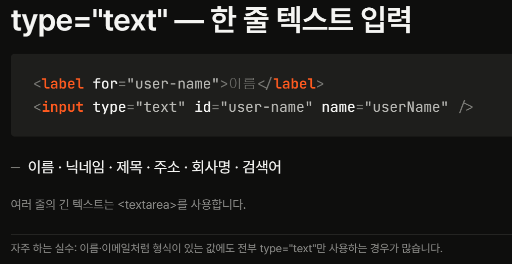 type="text" — 한 줄 텍스트 입력
<label for="user-name">이름</label>
<input type="text" id="user-name" name="userName" />
— 이름 · 닉네임 · 제목 · 주소 · 회사명 · 검색어
여러 줄의 긴 텍스트는 <textarea>를 사용합니다.
자주 하는 실수: 이름·이메일처럼 형식이 있는 값에도 전부 type="text"만 사용하는 경우가 많습니다.